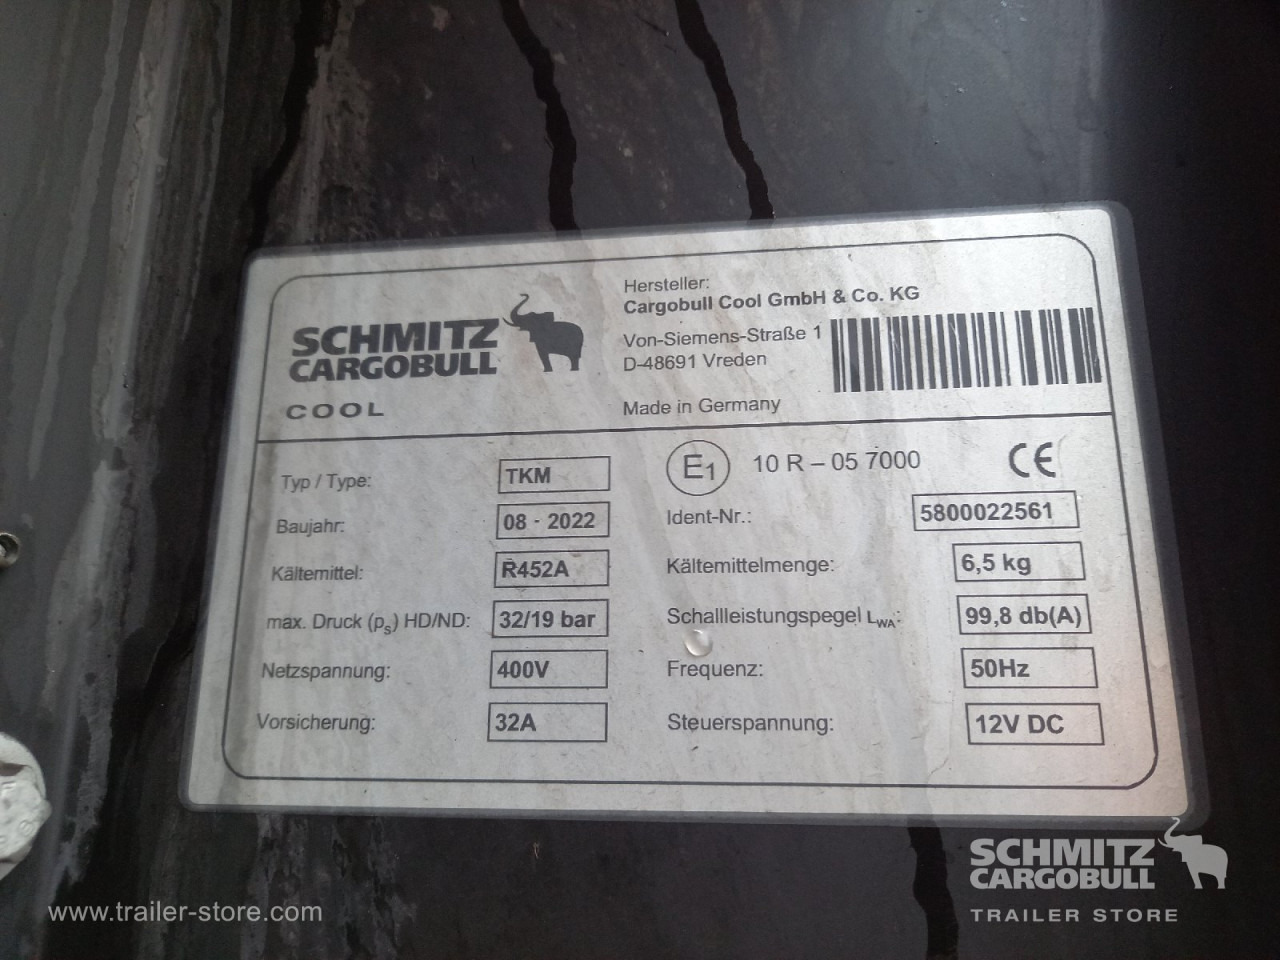 SCHMITZ
CARGOBULL
COOL
Hersteller:
Cargobull Cool GmbH & Co. KG
Von-Siemens-Straße 1
D-48691 Vreden
Made in Germany
Typ / Type: TKM
Baujahr: 08 - 2022
Kältemittel: R452A
max. Druck (ps) HD/ND: 32/19 bar
Netzspannung: 400V
Vorsicherung: 32A
E1 10 R – 05 7000 CE
Ident-Nr.: 5800022561
Kältemittelmenge: 6,5 kg
Schallleistungspegel LWA: 99,8 db(A)
Frequenz: 50Hz
Steuerspannung: 12V DC
www.trailer-store.com
SCHMITZ
CARGOBULL
TRAILER STORE